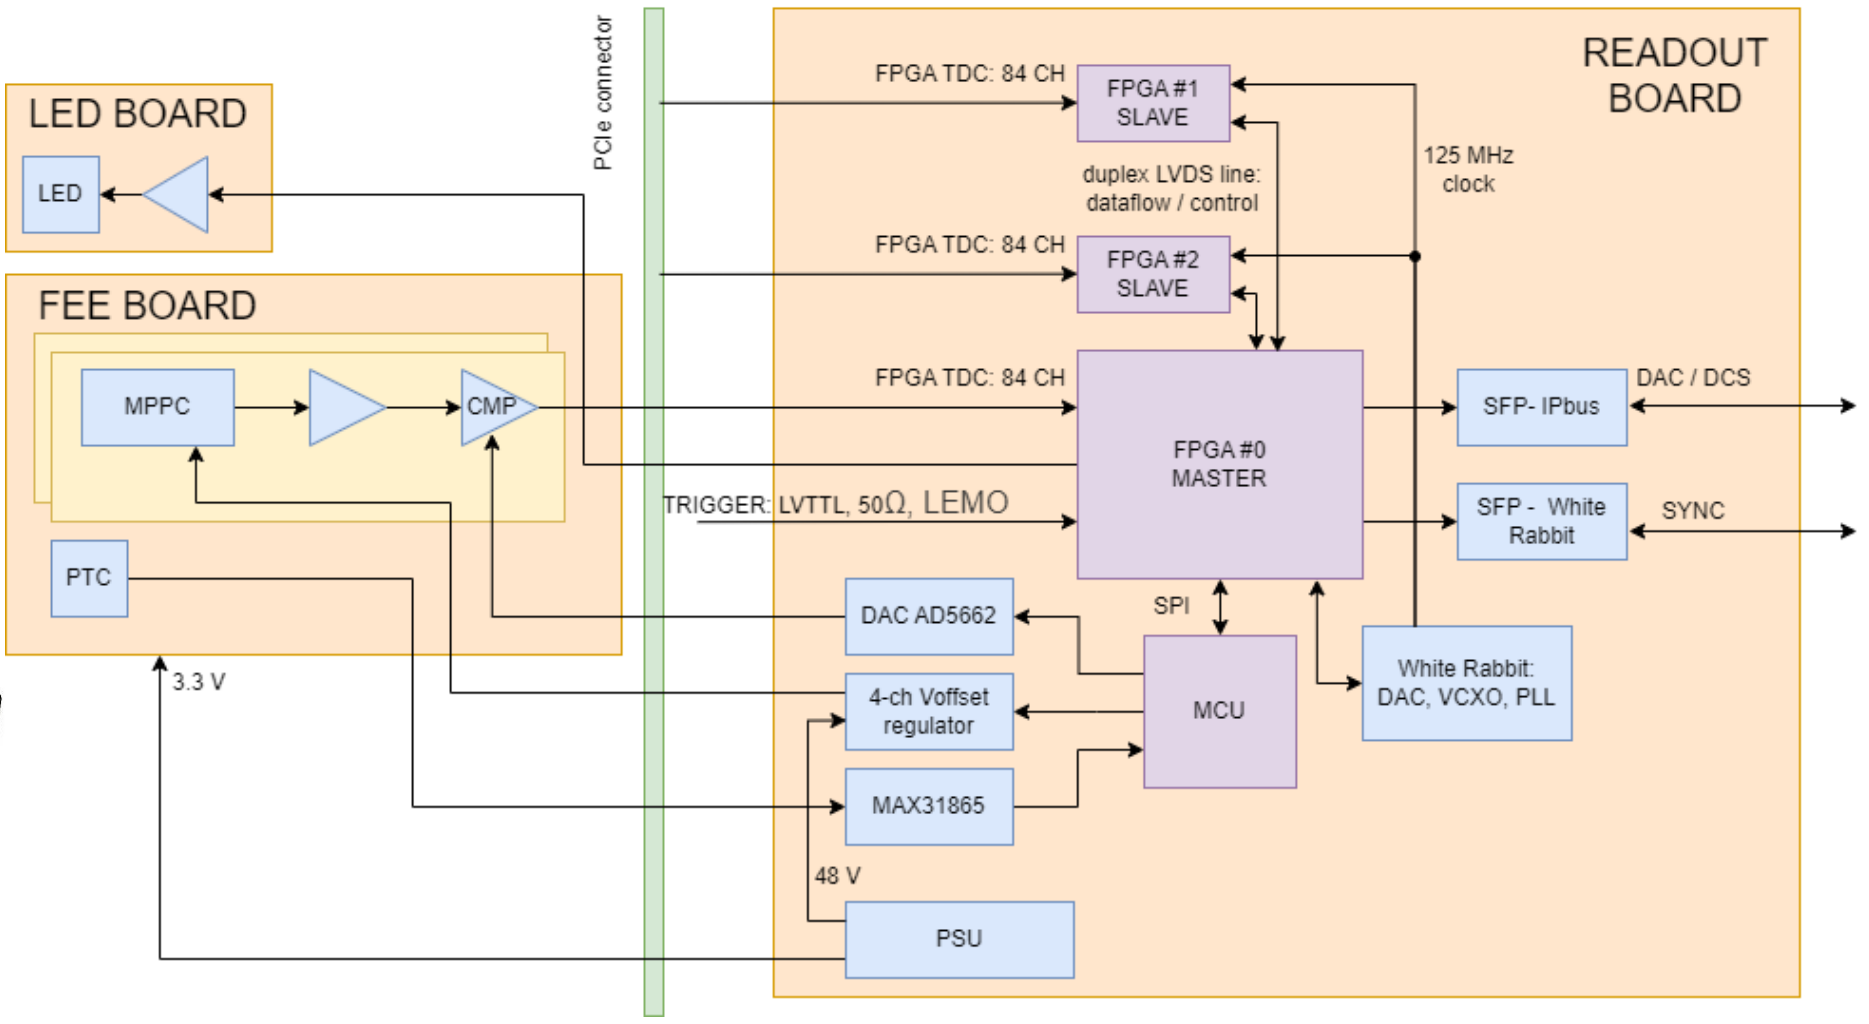 READOUT
BOARD
PCIe connector
FPGA TDC: 84 CH
FPGA #1
SLAVE
LED BOARD
LED
125 MHz
clock
duplex LVDS line:
dataflow / control
FPGA TDC: 84 CH
FPGA #2
SLAVE
FEE BOARD
MPPC
CMP
FPGA TDC: 84 CH
FPGA #0
MASTER
SFP- IPbus
DAC / DCS
TRIGGER: LVTTL, 50Ω, LEMO
SFP - White
Rabbit
SYNC
PTC
DAC AD5662
SPI
3.3 V
4-ch Voffset
regulator
MCU
White Rabbit:
DAC, VCXO, PLL
MAX31865
48 V
PSU